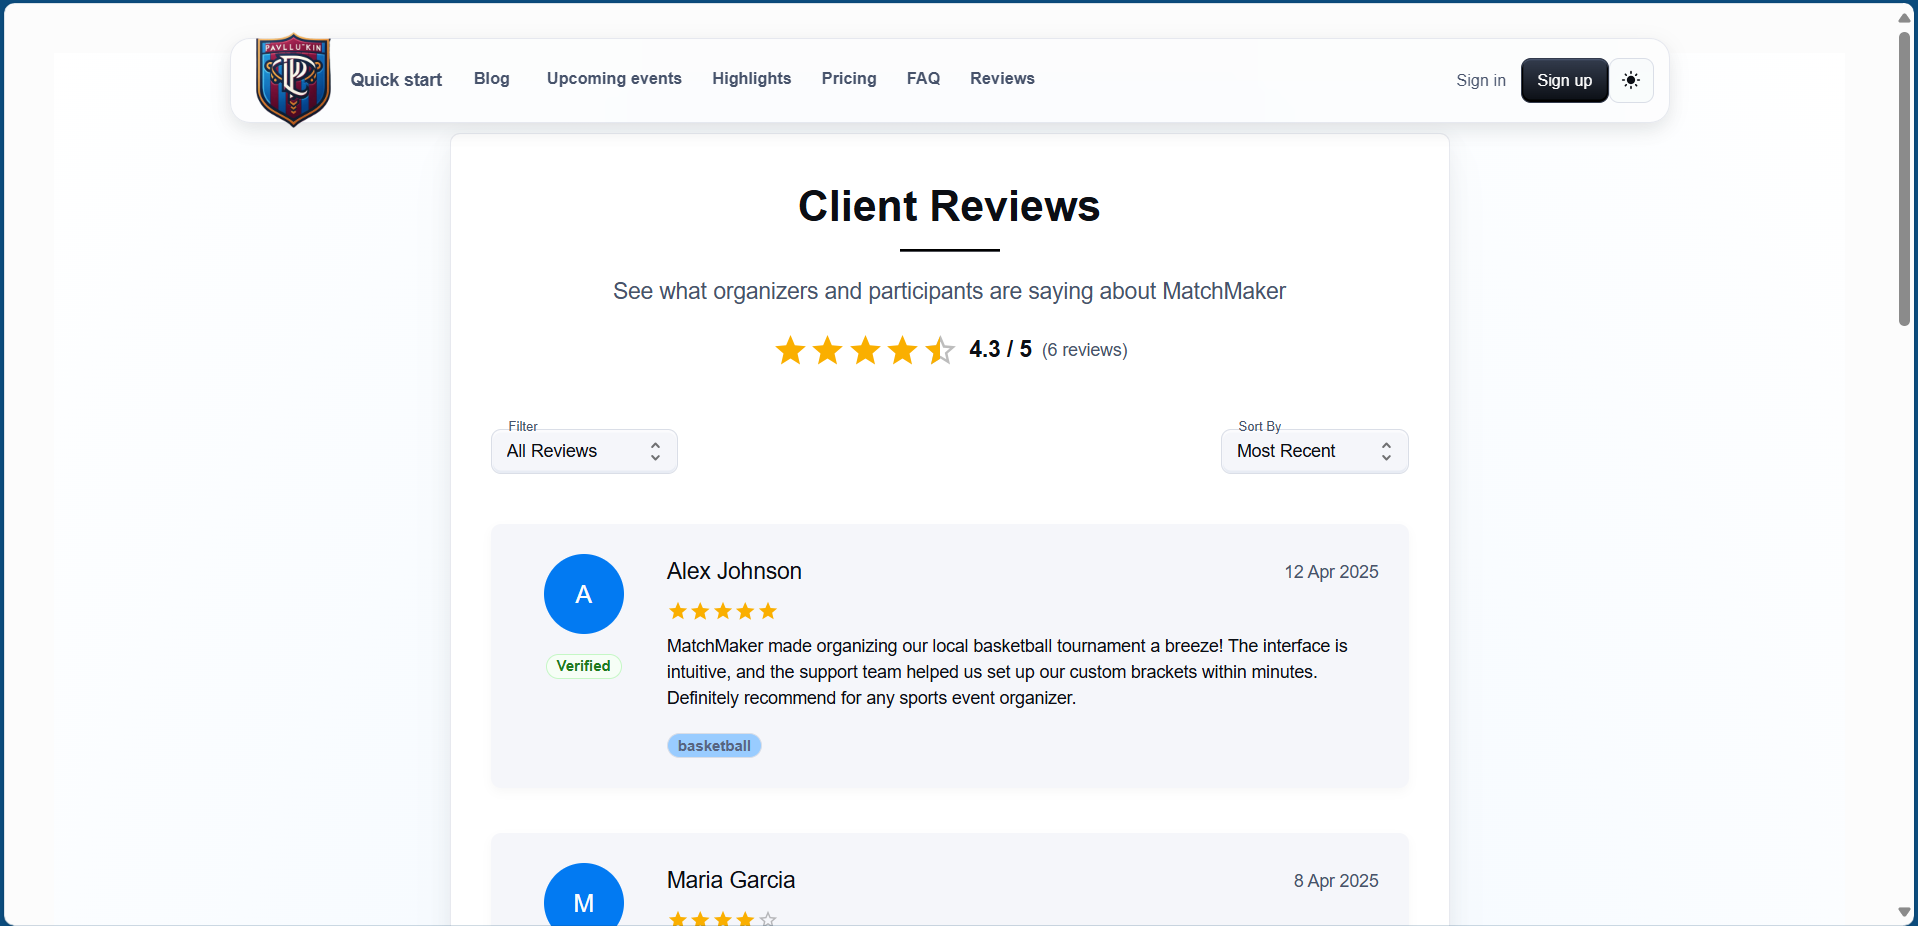 PAVLLUTKIN
Quick start
Blog
Upcoming events
Highlights
Pricing
FAQ
Reviews
Sign in
Sign up
Client Reviews
See what organizers and participants are saying about MatchMaker
4.3 / 5 (6 reviews)
Filter
All Reviews
Sort By
Most Recent
A
Verified
Alex Johnson
12 Apr 2025
MatchMaker made organizing our local basketball tournament a breeze! The interface is
intuitive, and the support team helped us set up our custom brackets within minutes.
Definitely recommend for any sports event organizer.
basketball
M
Maria Garcia
8 Apr 2025